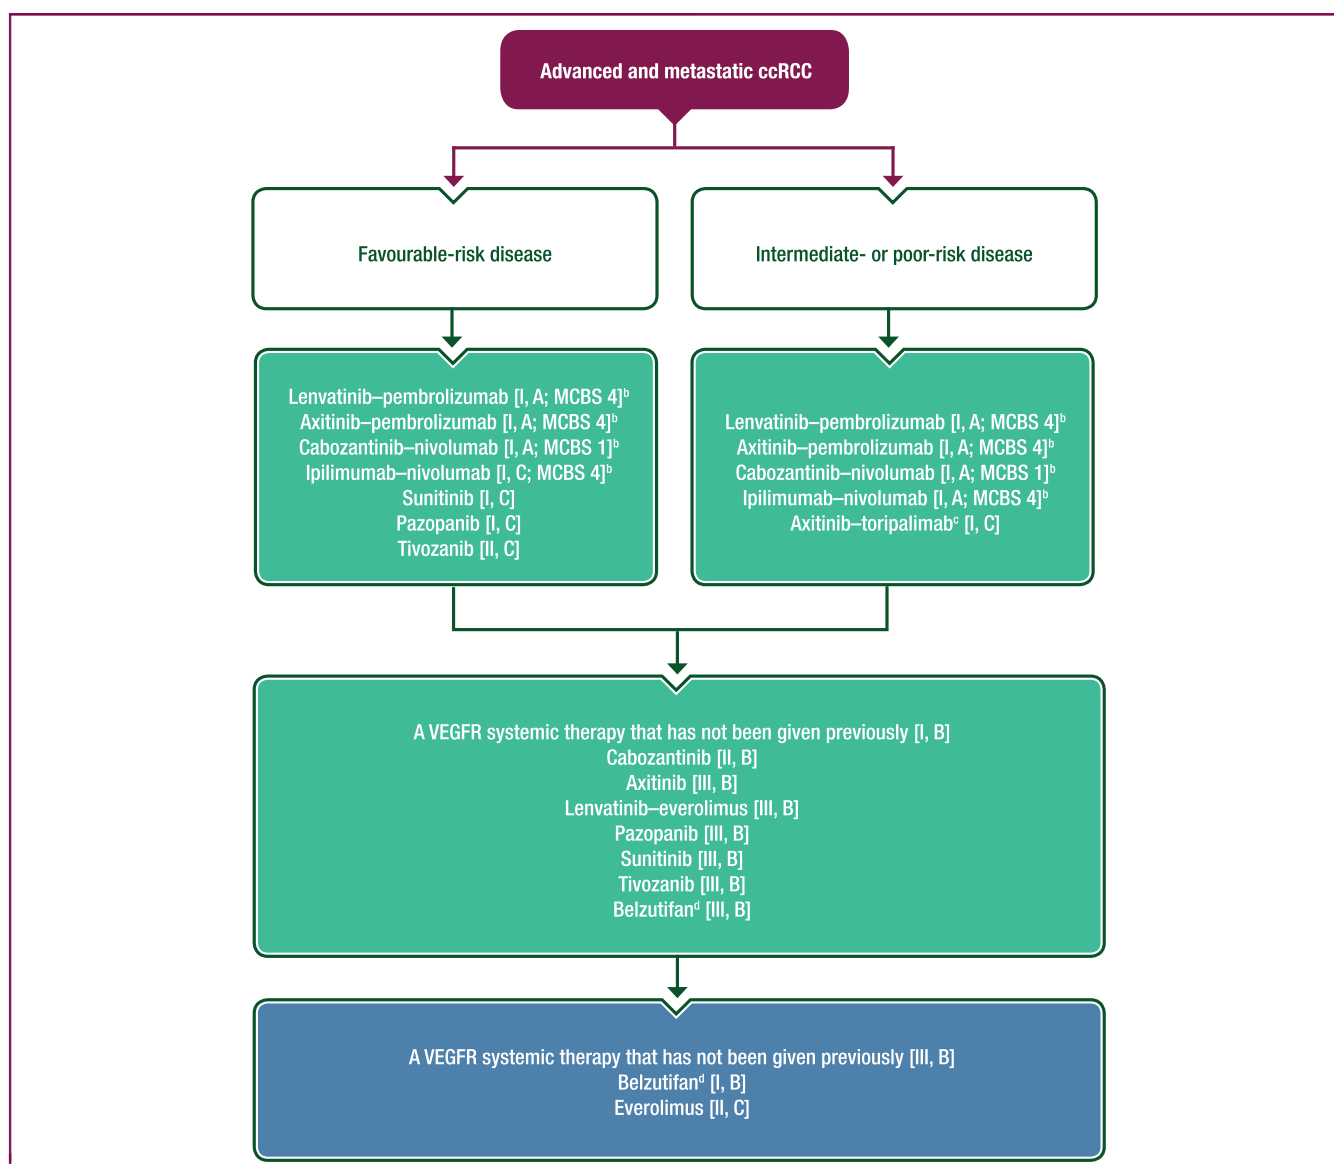 Advanced and metastatic ccRCC
Favourable-risk disease
Intermediate- or poor-risk disease
Lenvatinib–pembrolizumab [I, A; MCBS 4]ᵇ
Axitinib–pembrolizumab [I, A; MCBS 4]ᵇ
Cabozantinib–nivolumab [I, A; MCBS 1]ᵇ
Ipilimumab–nivolumab [I, C; MCBS 4]ᵇ
Sunitinib [I, C]
Pazopanib [I, C]
Tivozanib [II, C]
Lenvatinib–pembrolizumab [I, A; MCBS 4]ᵇ
Axitinib–pembrolizumab [I, A; MCBS 4]ᵇ
Cabozantinib–nivolumab [I, A; MCBS 1]ᵇ
Ipilimumab–nivolumab [I, A; MCBS 4]ᵇ
Axitinib–toripalimabᶜ [I, C]
A VEGFR systemic therapy that has not been given previously [I, B]
Cabozantinib [II, B]
Axitinib [III, B]
Lenvatinib–everolimus [III, B]
Pazopanib [III, B]
Sunitinib [III, B]
Tivozanib [III, B]
Belzutifanᵈ [III, B]
A VEGFR systemic therapy that has not been given previously [III, B]
Belzutifanᵈ [I, B]
Everolimus [II, C]